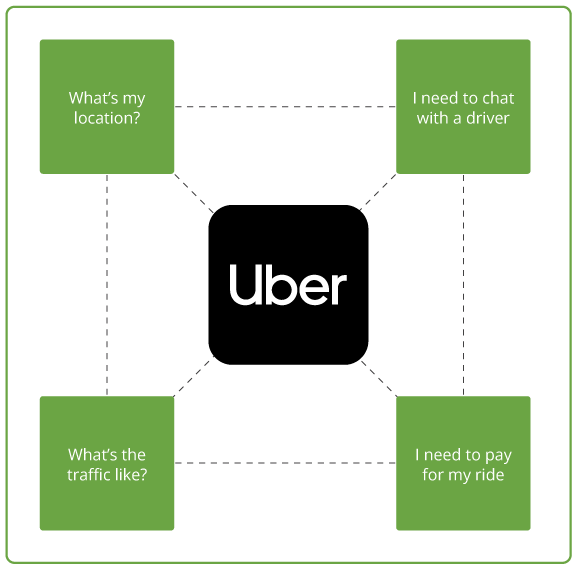 What’s my
location?
I need to chat
with a driver
Uber
What’s the
traffic like?
I need to pay
for my ride